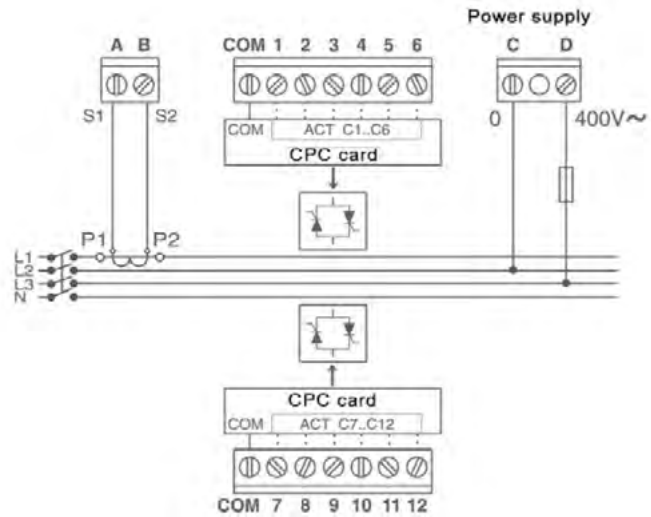 Power supply
A B COM 1 2 3 4 5 6 C D
S1 S2 COM ACT C1..C6 0 400V~
CPC card
P1 P2
L1
L2
L3
N
CPC card
COM ACT C7..C12
COM 7 8 9 10 11 12